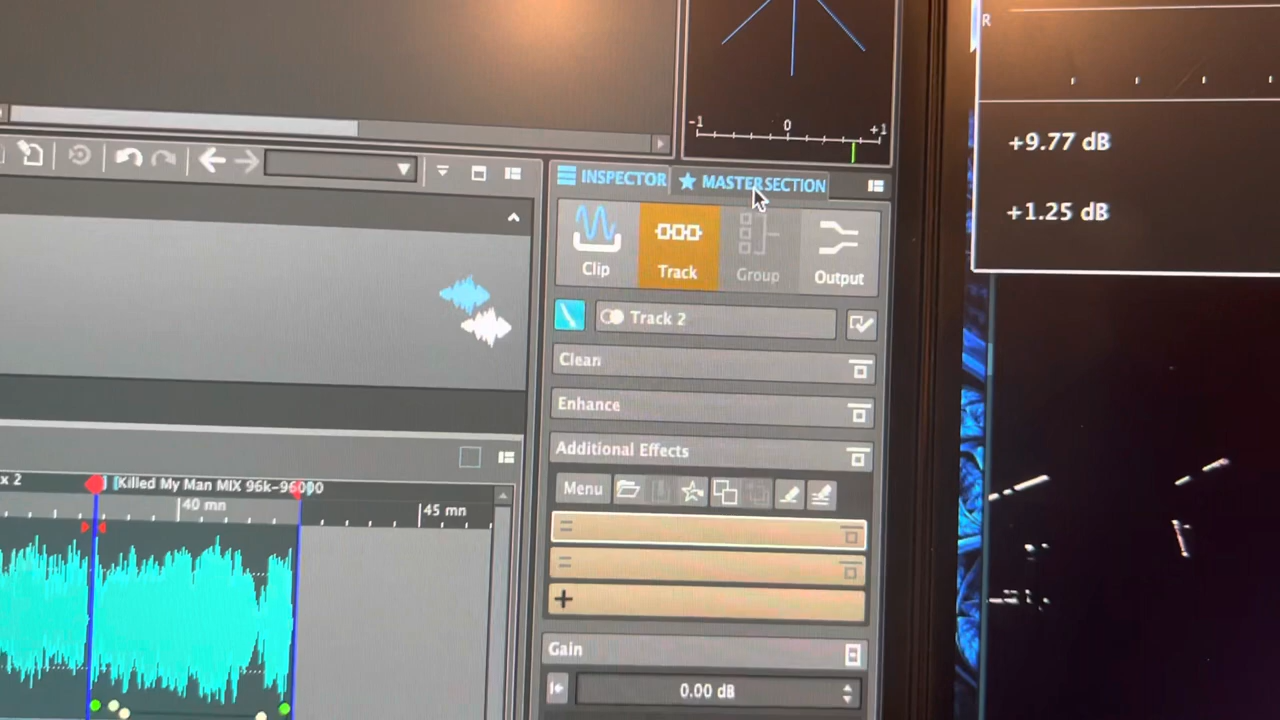 R
-1 0 +1
+9.77 dB
+1.25 dB
INSPECTOR MASTER SECTION
Clip Track Group Output
Track 2
Clean
Enhance
Additional Effects
Menu
x 2 [Killed My Man MIX 96k-96000
40 mn 45 mn
+
Gain
0.00 dB